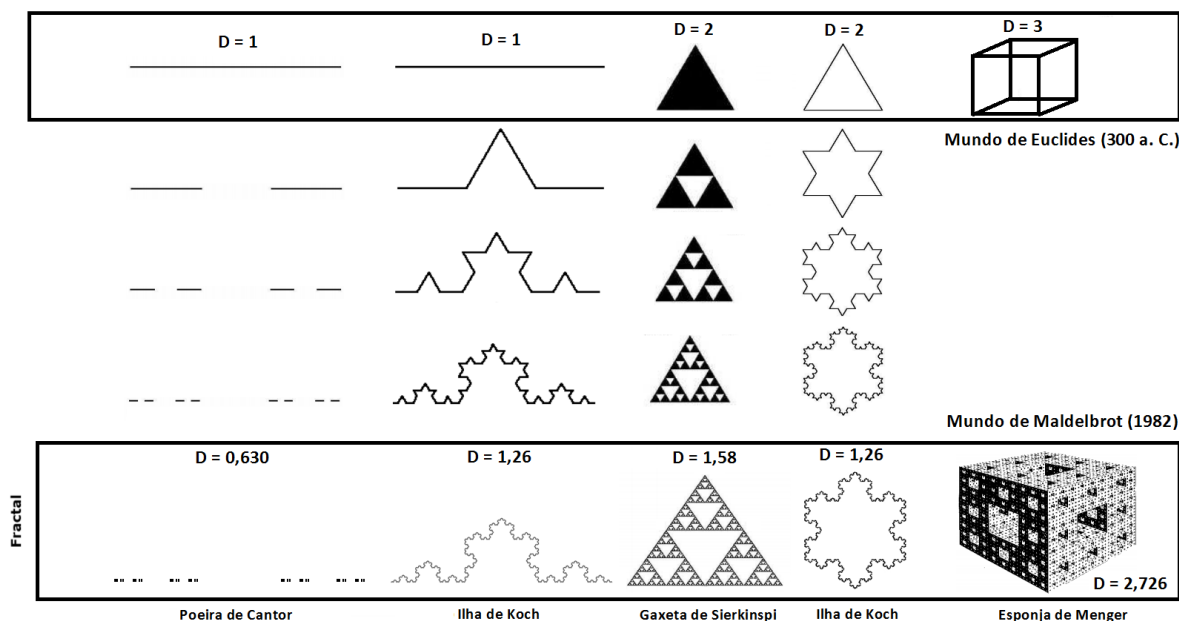 D = 1
D = 1
D = 2
D = 2
D = 3
Mundo de Euclides (300 a. C.)
Mundo de Maldelbrot (1982)
Fractal
D = 0,630
D = 1,26
D = 1,58
D = 1,26
D = 2,726
Poeira de Cantor
Ilha de Koch
Gaxeta de Sierkinspi
Ilha de Koch
Esponja de Menger